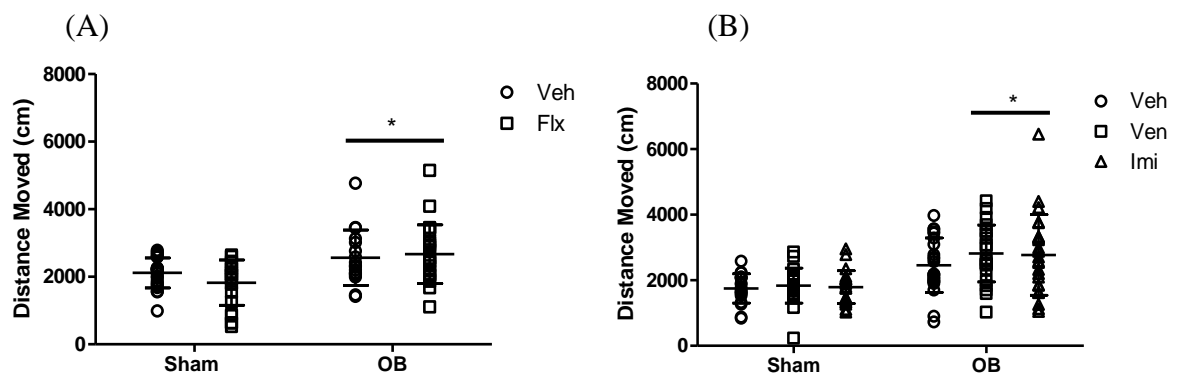 (A)
8000
6000
4000
2000
0
Distance Moved (cm)
Sham
OB
*
Veh
Flx
(B)
8000
6000
4000
2000
0
Distance Moved (cm)
Sham
OB
*
Veh
Ven
Imi